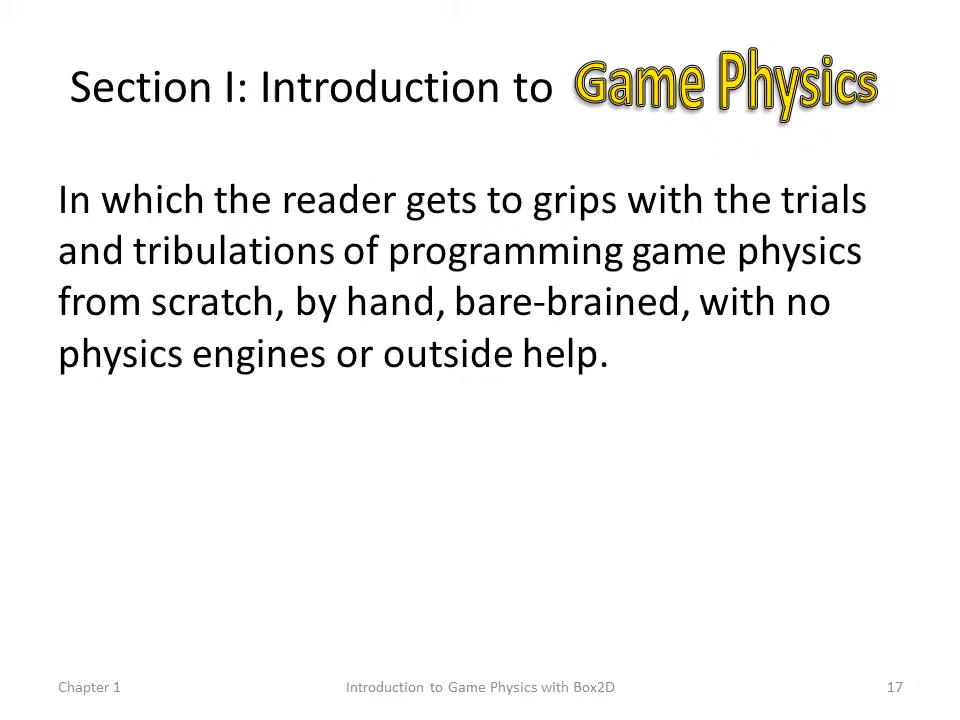 Section I: Introduction to Game Physics
In which the reader gets to grips with the trials
and tribulations of programming game physics
from scratch, by hand, bare-brained, with no
physics engines or outside help.
Chapter 1 Introduction to Game Physics with Box2D 17